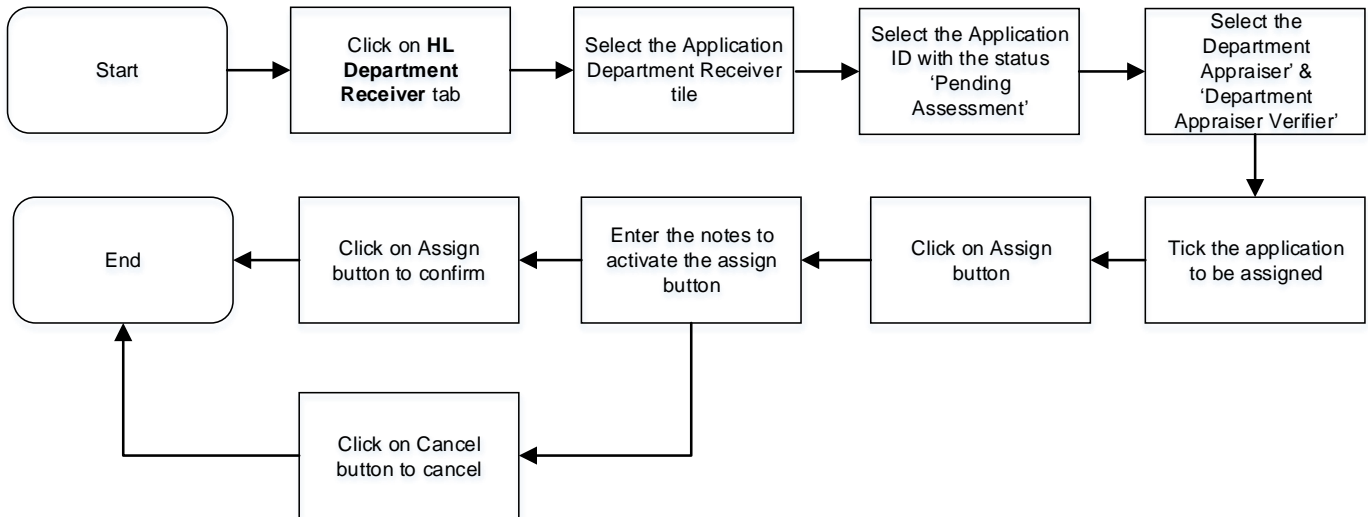 Start
Click on HL
Department
Receiver tab
Select the Application
Department Receiver
tile
Select the Application
ID with the status
‘Pending
Assessment’
Select the
Department
Appraiser’ &
‘Department
Appraiser Verifier’
Tick the application
to be assigned
Click on Assign
button
Enter the notes to
activate the assign
button
Click on Assign
button to confirm
End
Click on Cancel
button to cancel